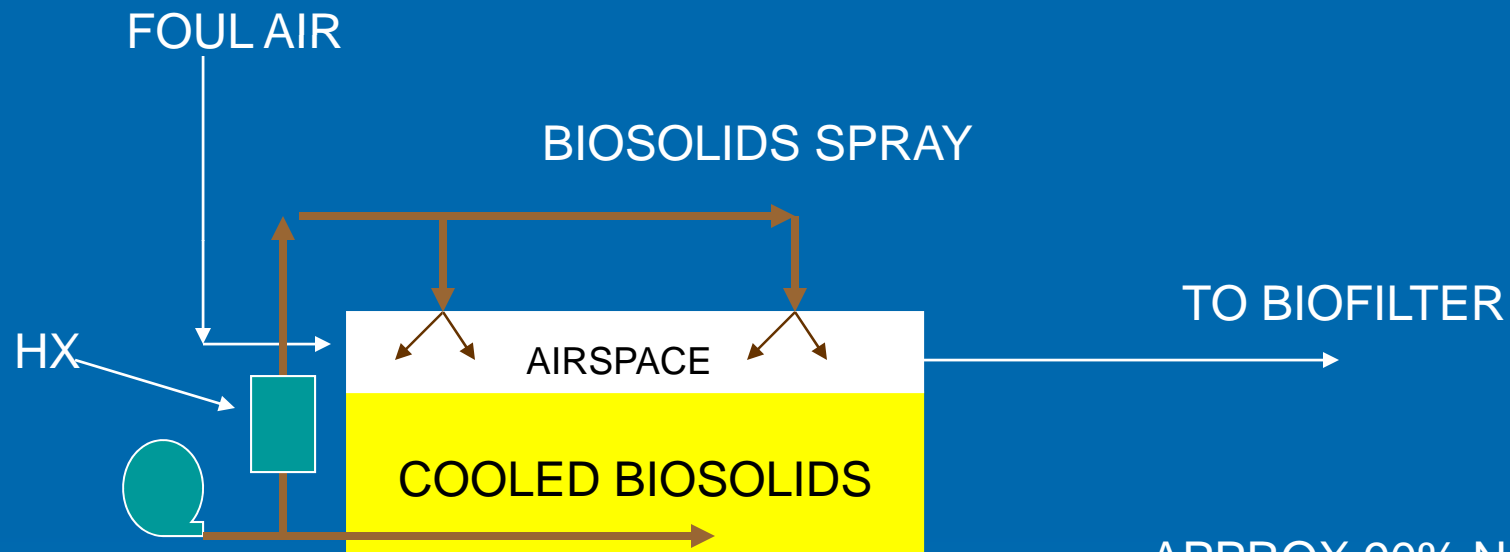 FOUL AIR
BIOSOLIDS SPRAY
TO BIOFILTER
HX
AIRSPACE
COOLED BIOSOLIDS